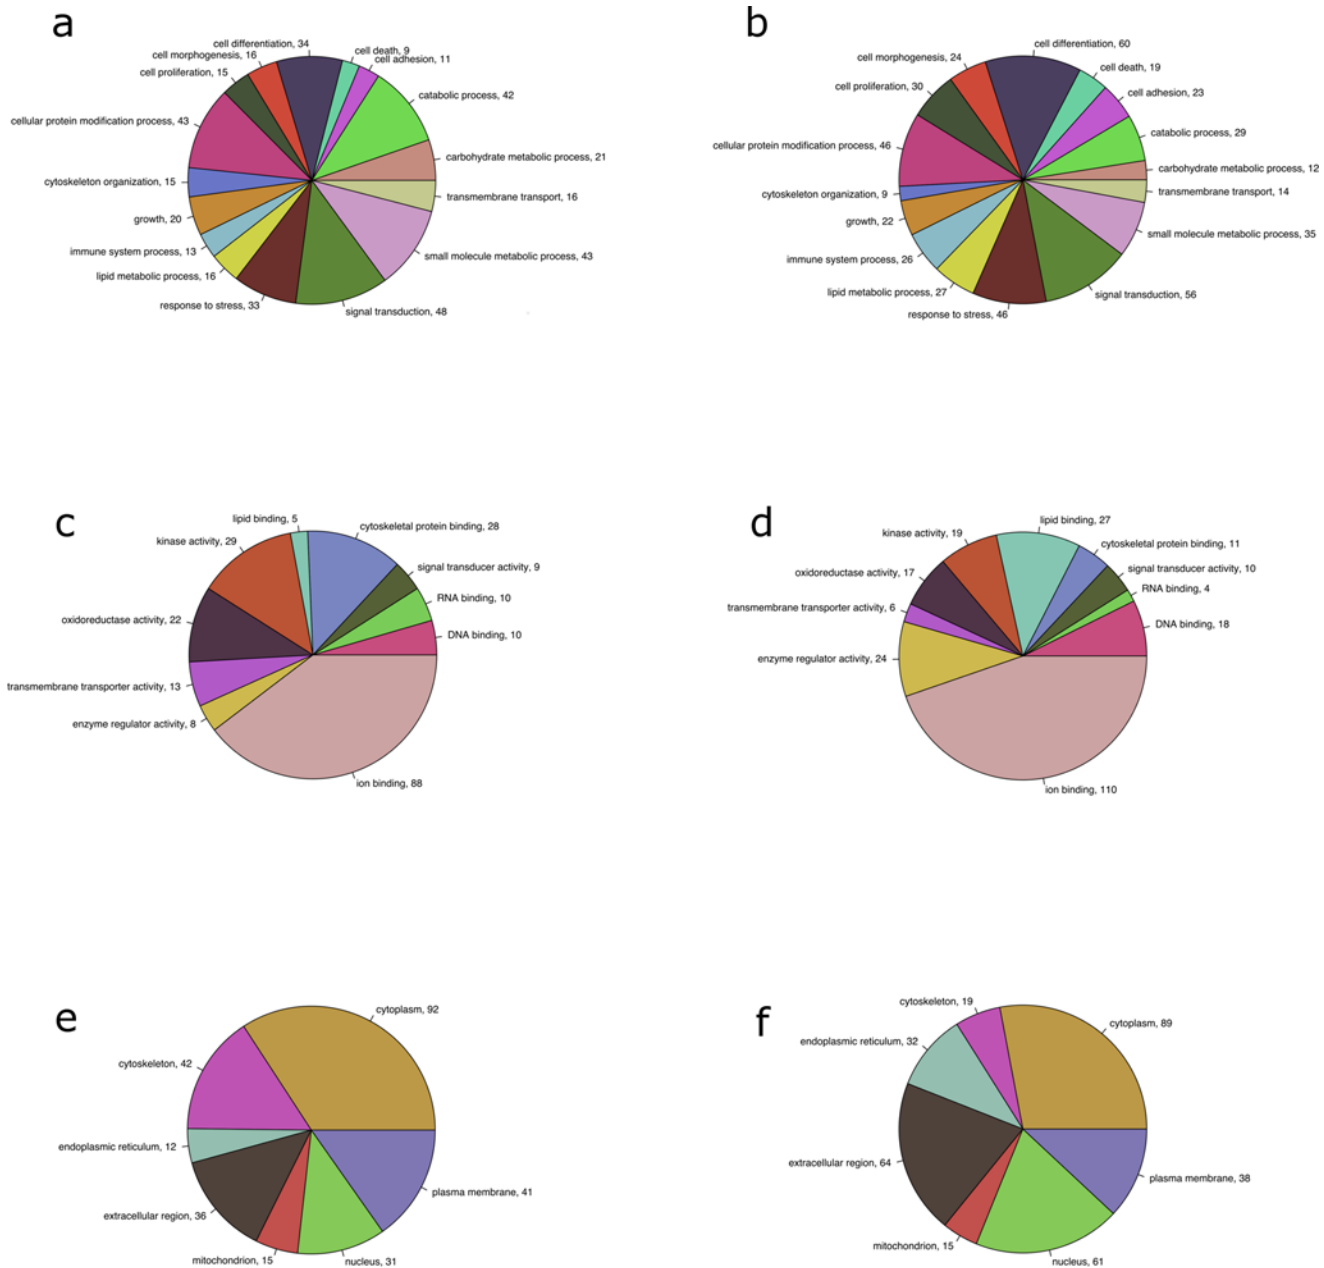 a
cell differentiation, 34
cell death, 9
cell morphogenesis, 16
cell adhesion, 11
cell proliferation, 15
catabolic process, 42
cellular protein modification process, 43
carbohydrate metabolic process, 21
cytoskeleton organization, 15
transmembrane transport, 16
growth, 20
immune system process, 13
small molecule metabolic process, 43
lipid metabolic process, 16
response to stress, 33
signal transduction, 48
b
cell differentiation, 60
cell morphogenesis, 24
cell death, 19
cell proliferation, 30
cell adhesion, 23
catabolic process, 29
cellular protein modification process, 46
carbohydrate metabolic process, 12
cytoskeleton organization, 9
transmembrane transport, 14
growth, 22
small molecule metabolic process, 35
immune system process, 26
lipid metabolic process, 27
signal transduction, 56
response to stress, 46
c
lipid binding, 5
cytoskeletal protein binding, 28
kinase activity, 29
signal transducer activity, 9
RNA binding, 10
oxidoreductase activity, 22
DNA binding, 10
transmembrane transporter activity, 13
enzyme regulator activity, 8
ion binding, 88
d
lipid binding, 27
kinase activity, 19
cytoskeletal protein binding, 11
signal transducer activity, 10
oxidoreductase activity, 17
RNA binding, 4
transmembrane transporter activity, 6
DNA binding, 18
enzyme regulator activity, 24
ion binding, 110
e
cytoplasm, 92
cytoskeleton, 42
endoplasmic reticulum, 12
plasma membrane, 41
extracellular region, 36
mitochondrion, 15
nucleus, 31
f
cytoskeleton, 19
cytoplasm, 89
endoplasmic reticulum, 32
extracellular region, 64
plasma membrane, 38
mitochondrion, 15
nucleus, 61